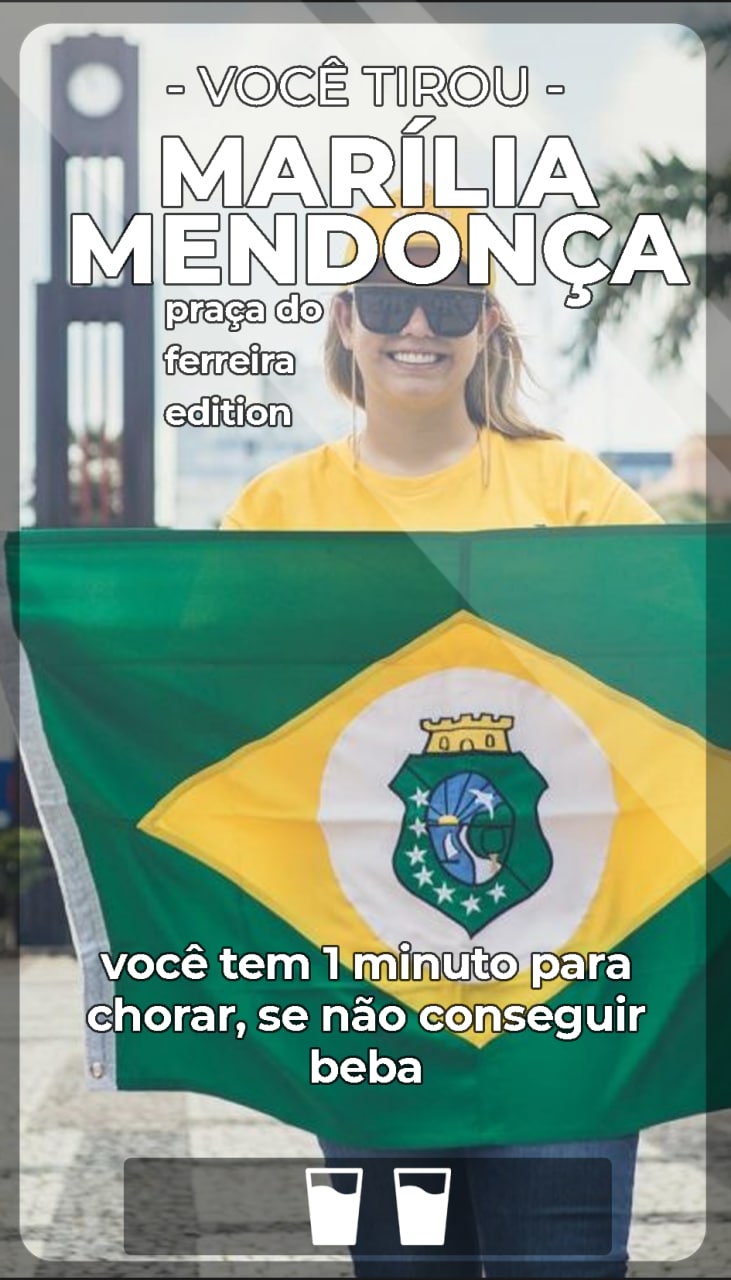 - VOCÊ TIROU -
MARÍLIA
MENDONÇA
praça do
ferreira
edition
você tem 1 minuto para
chorar, se não conseguir
beba